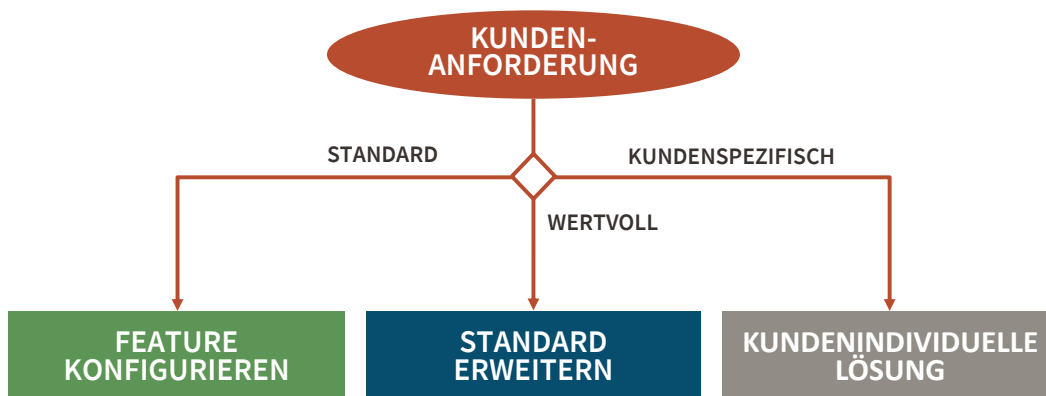 KUNDEN-
ANFORDERUNG
STANDARD
KUNDENSPEZIFISCH
WERTVOLL
FEATURE
KONFIGURIEREN
STANDARD
ERWEITERN
KUNDENINDIVIDUELLE
LÖSUNG